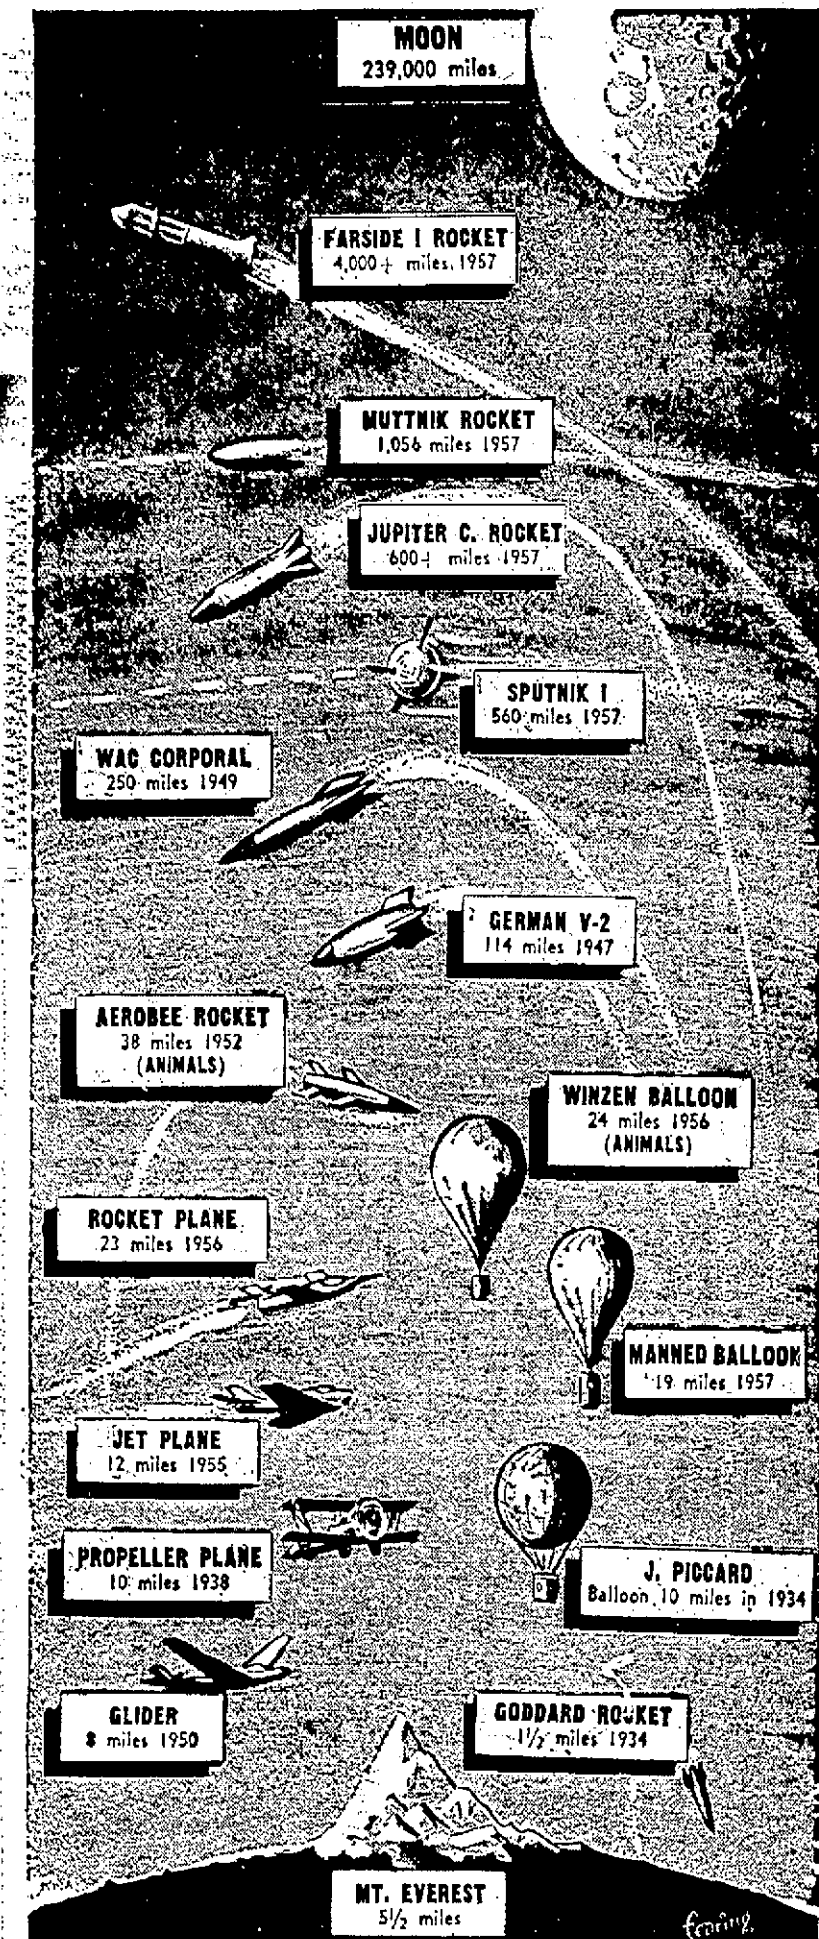 MOON
239,000 miles
FARSIDE I ROCKET
4,000+ miles, 1957
MUTTNIK ROCKET
1,056 miles 1957
JUPITER C. ROCKET
600+ miles 1957
SPUTNIK I
560 miles 1957
WAC CORPORAL
250 miles 1949
GERMAN V-2
114 miles 1947
AEROBEE ROCKET
38 miles 1952
(ANIMALS)
WINZEN BALLOON
24 miles 1956
(ANIMALS)
ROCKET PLANE
23 miles 1956
MANNED BALLOON
19 miles 1957
JET PLANE
12 miles 1955
PROPELLER PLANE
10 miles 1938
J. PICCARD
Balloon 10 miles in 1934
GLIDER
8 miles 1950
GODDARD ROCKET
1½ miles 1934
MT. EVEREST
5½ miles
Fearing